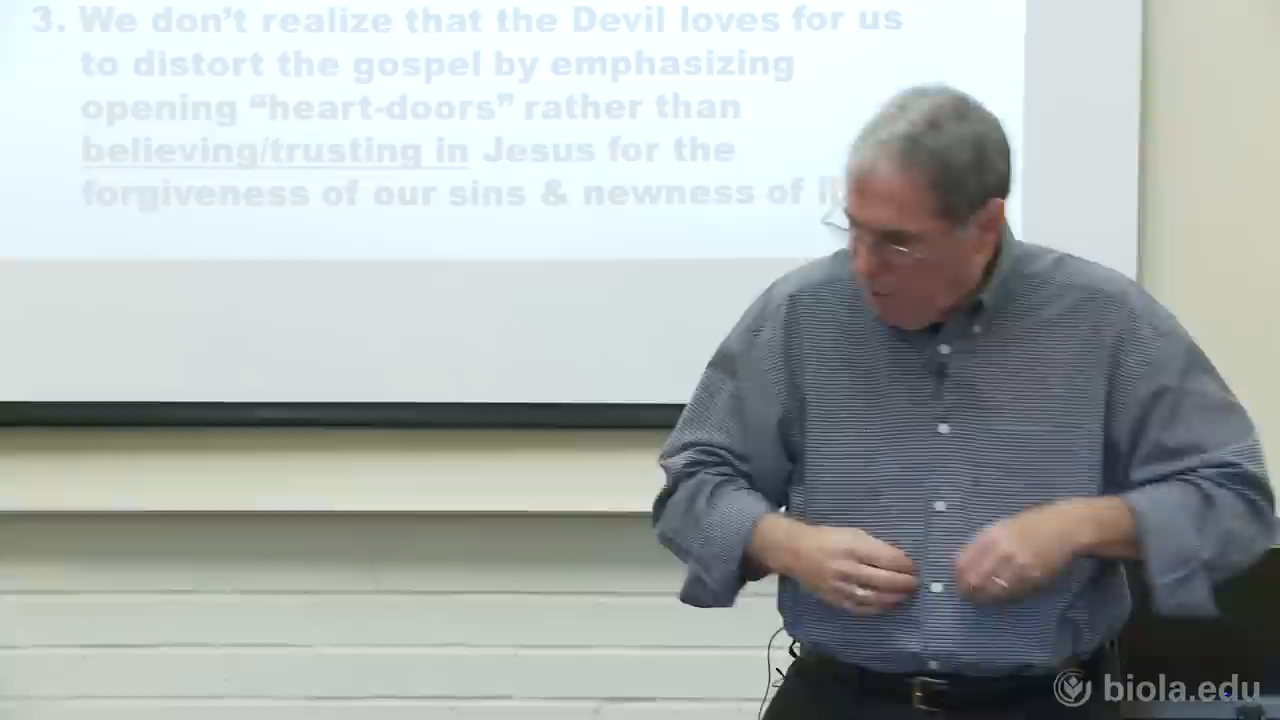 3. We don't realize that the Devil loves for us
to distort the gospel by emphasizing
opening "heart-doors" rather than
believing/trusting in Jesus for the
forgiveness of our sins & newness of
biola.edu